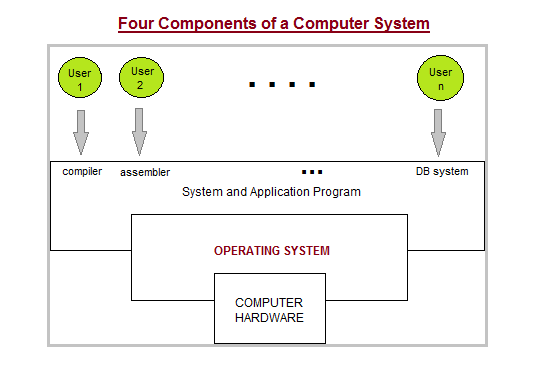 Four Components of a Computer System
User
1
User
2
. . . .
User
n
compiler
assembler
...
DB system
System and Application Program
OPERATING SYSTEM
COMPUTER
HARDWARE